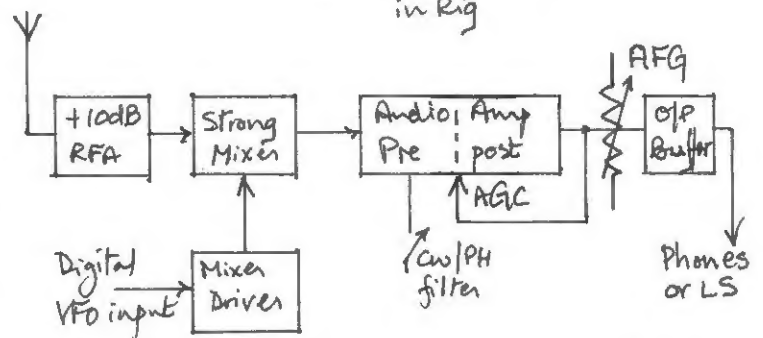 in Rig
+10dB
RFA
Strong
Mixer
Audio Amp
Pre post
AGC
AFG
O/P
Buffer
Digital
VFO input
Mixer
Driver
CW/PH
filter
Phones
or LS